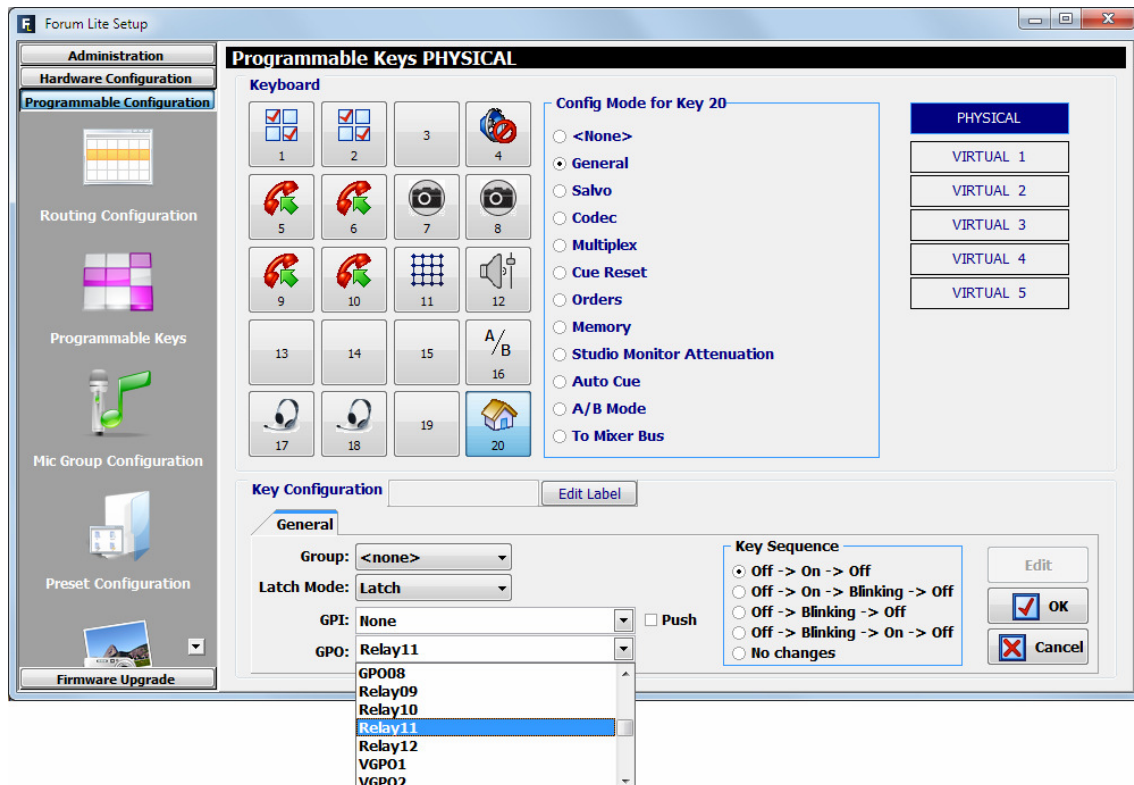 Forum Lite Setup
Administration
Hardware Configuration
Programmable Configuration
Routing Configuration
Programmable Keys
Mic Group Configuration
Preset Configuration
Firmware Upgrade
Programmable Keys PHYSICAL
Keyboard
1 2 3 4
5 6 7 8
9 10 11 12
A/B
13 14 15 16
17 18 19 20
Config Mode for Key 20
<None>
General
Salvo
Codec
Multiplex
Cue Reset
Orders
Memory
Studio Monitor Attenuation
Auto Cue
A/B Mode
To Mixer Bus
PHYSICAL
VIRTUAL 1
VIRTUAL 2
VIRTUAL 3
VIRTUAL 4
VIRTUAL 5
Key Configuration Edit Label
General
Group: <none>
Latch Mode: Latch
GPI: None Push
GPO: Relay11
GPO08
Relay09
Relay10
Relay11
Relay12
VGPO1
VGPO2
Key Sequence
Off -> On -> Off
Off -> On -> Blinking -> Off
Off -> Blinking -> Off
Off -> Blinking -> On -> Off
No changes
Edit
OK
Cancel